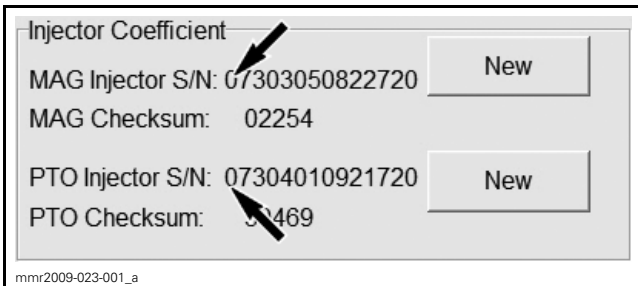 Injector Coefficient
MAG Injector S/N: 07303050822720
New
MAG Checksum: 02254
PTO Injector S/N: 07304010921720
New
PTO Checksum:
mmr2009-023-001_a